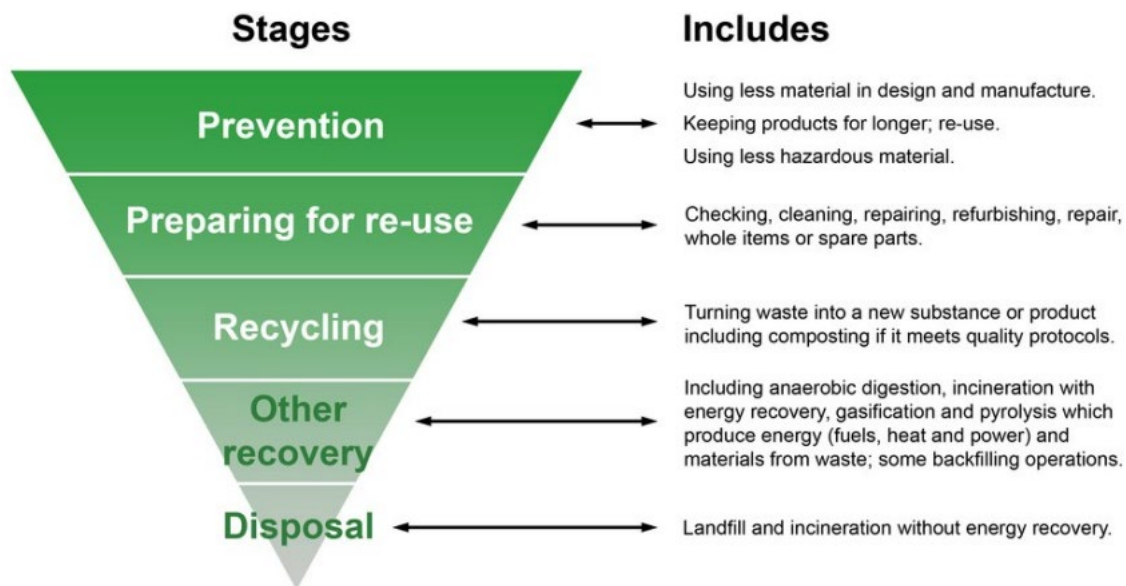 Stages
Includes
Prevention
Using less material in design and manufacture.
Keeping products for longer; re-use.
Using less hazardous material.
Preparing for re-use
Checking, cleaning, repairing, refurbishing, repair,
whole items or spare parts.
Recycling
Turning waste into a new substance or product
including composting if it meets quality protocols.
Other
recovery
Including anaerobic digestion, incineration with
energy recovery, gasification and pyrolysis which
produce energy (fuels, heat and power) and
materials from waste; some backfilling operations.
Disposal
Landfill and incineration without energy recovery.